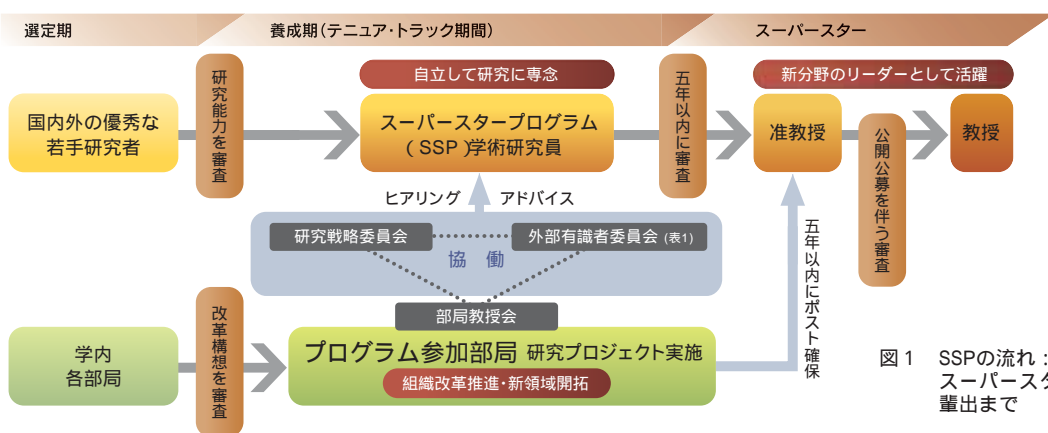 選定期
養成期(テニュア・トラック期間)
スーパースター
研究能力を審査
自立して研究に専念
五年以内に審査
新分野のリーダーとして活躍
国内外の優秀な
若手研究者
スーパースタープログラム
(SSP)学術研究員
准教授
公開公募を伴う審査
教授
ヒアリング
アドバイス
研究戦略委員会
外部有識者委員会 (表1)
協 働
部局教授会
五年以内にポスト確保
学内
各部局
改革構想を審査
プログラム参加部局 研究プロジェクト実施
組織改革推進・新領域開拓
図1 SSPの流れ:
スーパースタ
輩出まで